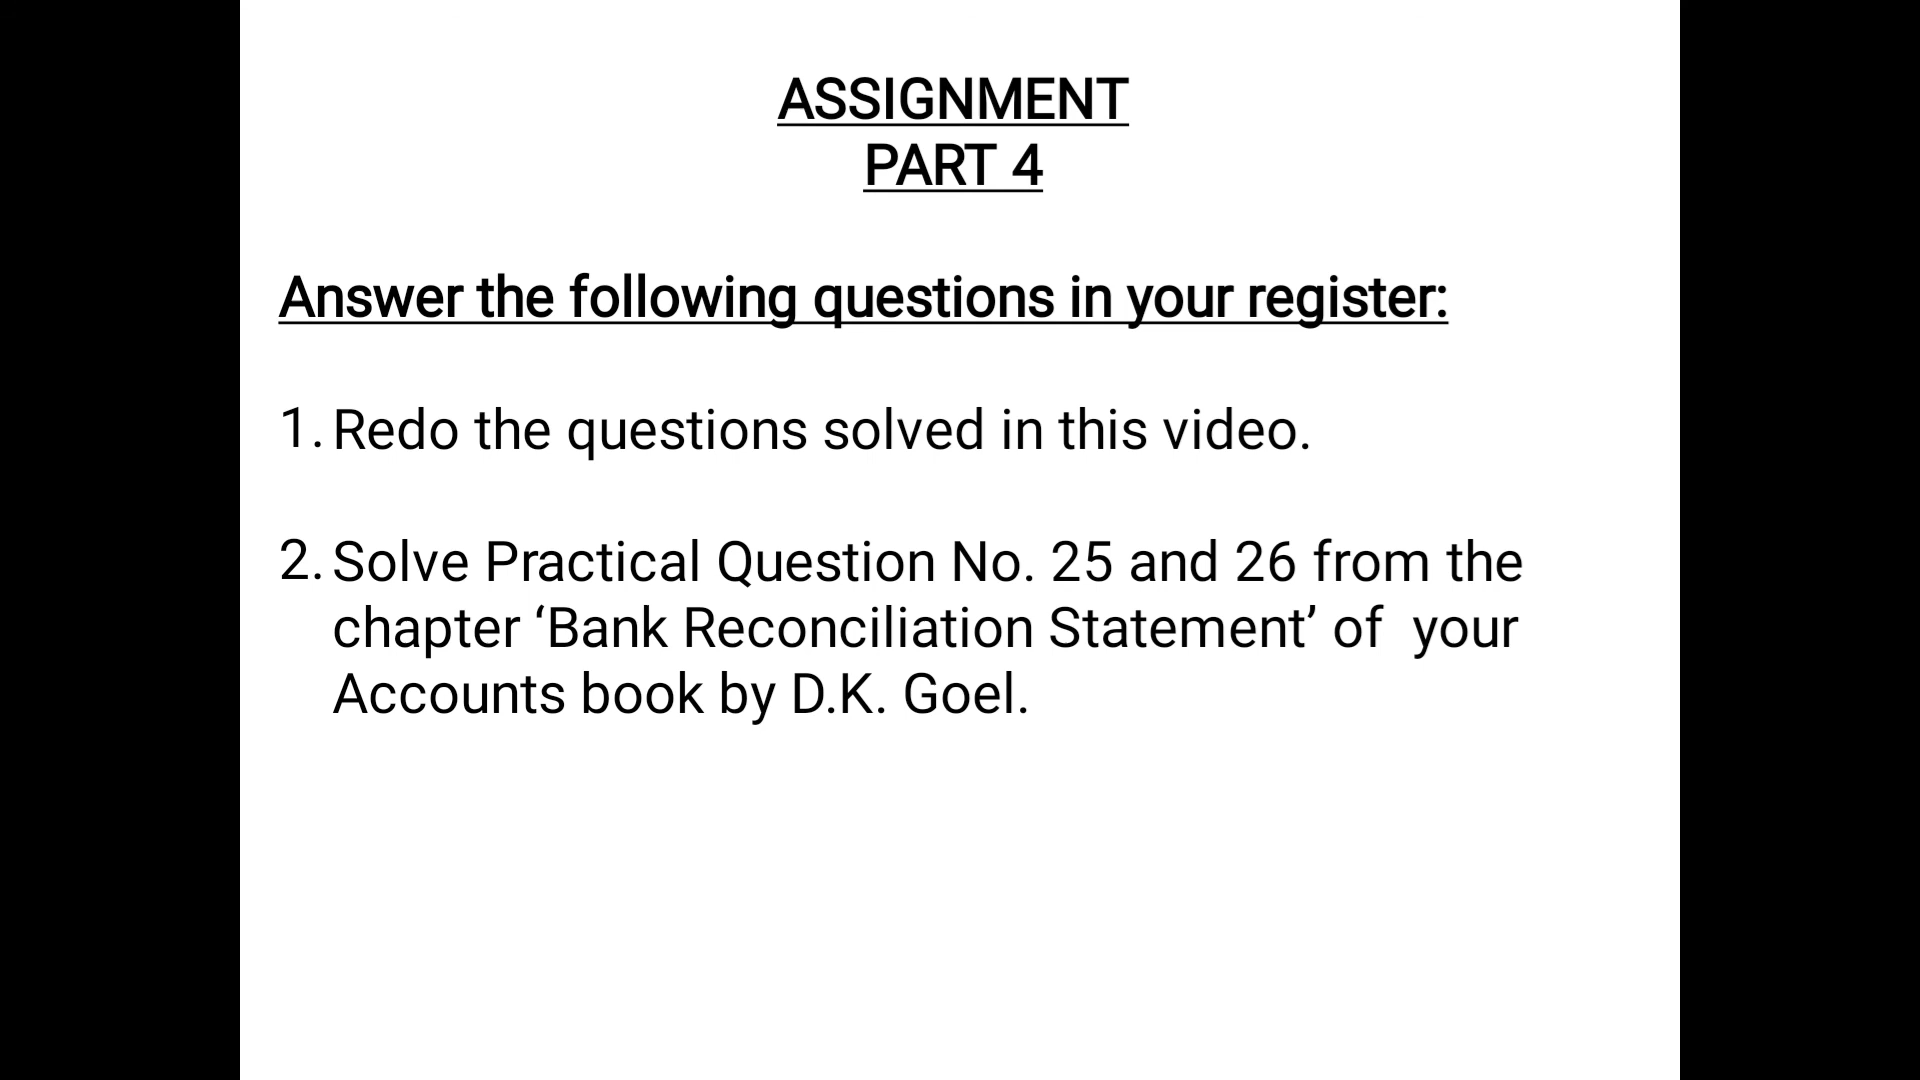 ASSIGNMENT
PART 4
Answer the following questions in your register:
1. Redo the questions solved in this video.
2. Solve Practical Question No. 25 and 26 from the
chapter ‘Bank Reconciliation Statement’ of  your
Accounts book by D.K. Goel.